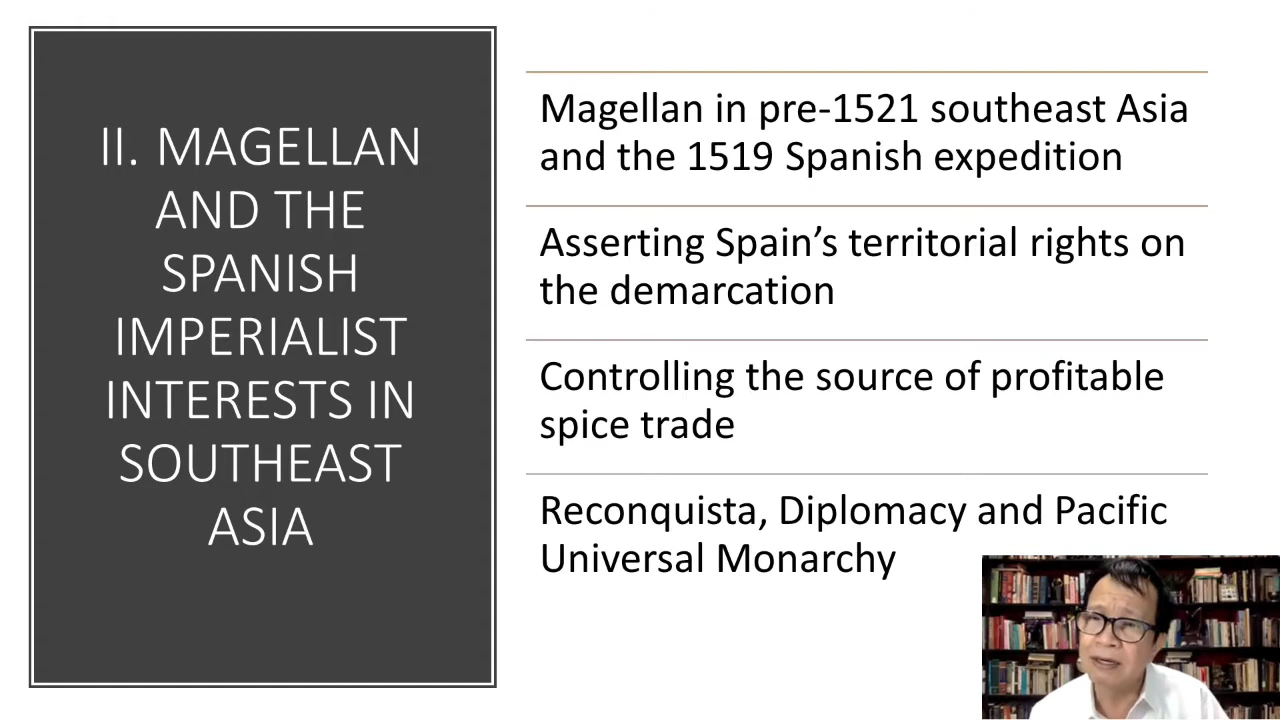 II. MAGELLAN
AND THE
SPANISH
IMPERIALIST
INTERESTS IN
SOUTHEAST
ASIA
Magellan in pre-1521 southeast Asia
and the 1519 Spanish expedition
Asserting Spain’s territorial rights on
the demarcation
Controlling the source of profitable
spice trade
Reconquista, Diplomacy and Pacific
Universal Monarchy